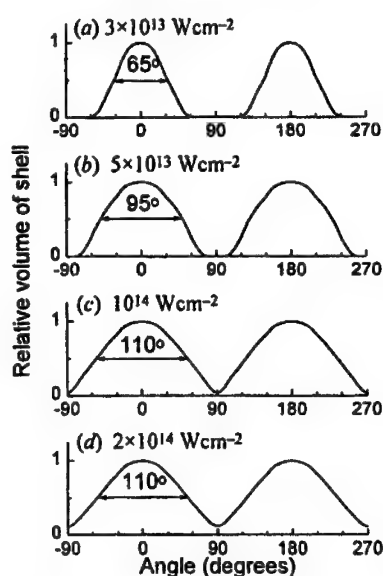 Relative volume of shell
(a) 3×10¹³ Wcm⁻²
1
65°
0
-90 0 90 180 270
(b) 5×10¹³ Wcm⁻²
1
95°
0
-90 0 90 180 270
(c) 10¹⁴ Wcm⁻²
1
110°
0
-90 0 90 180 270
(d) 2×10¹⁴ Wcm⁻²
1
110°
0
-90 0 90 180 270
Angle (degrees)